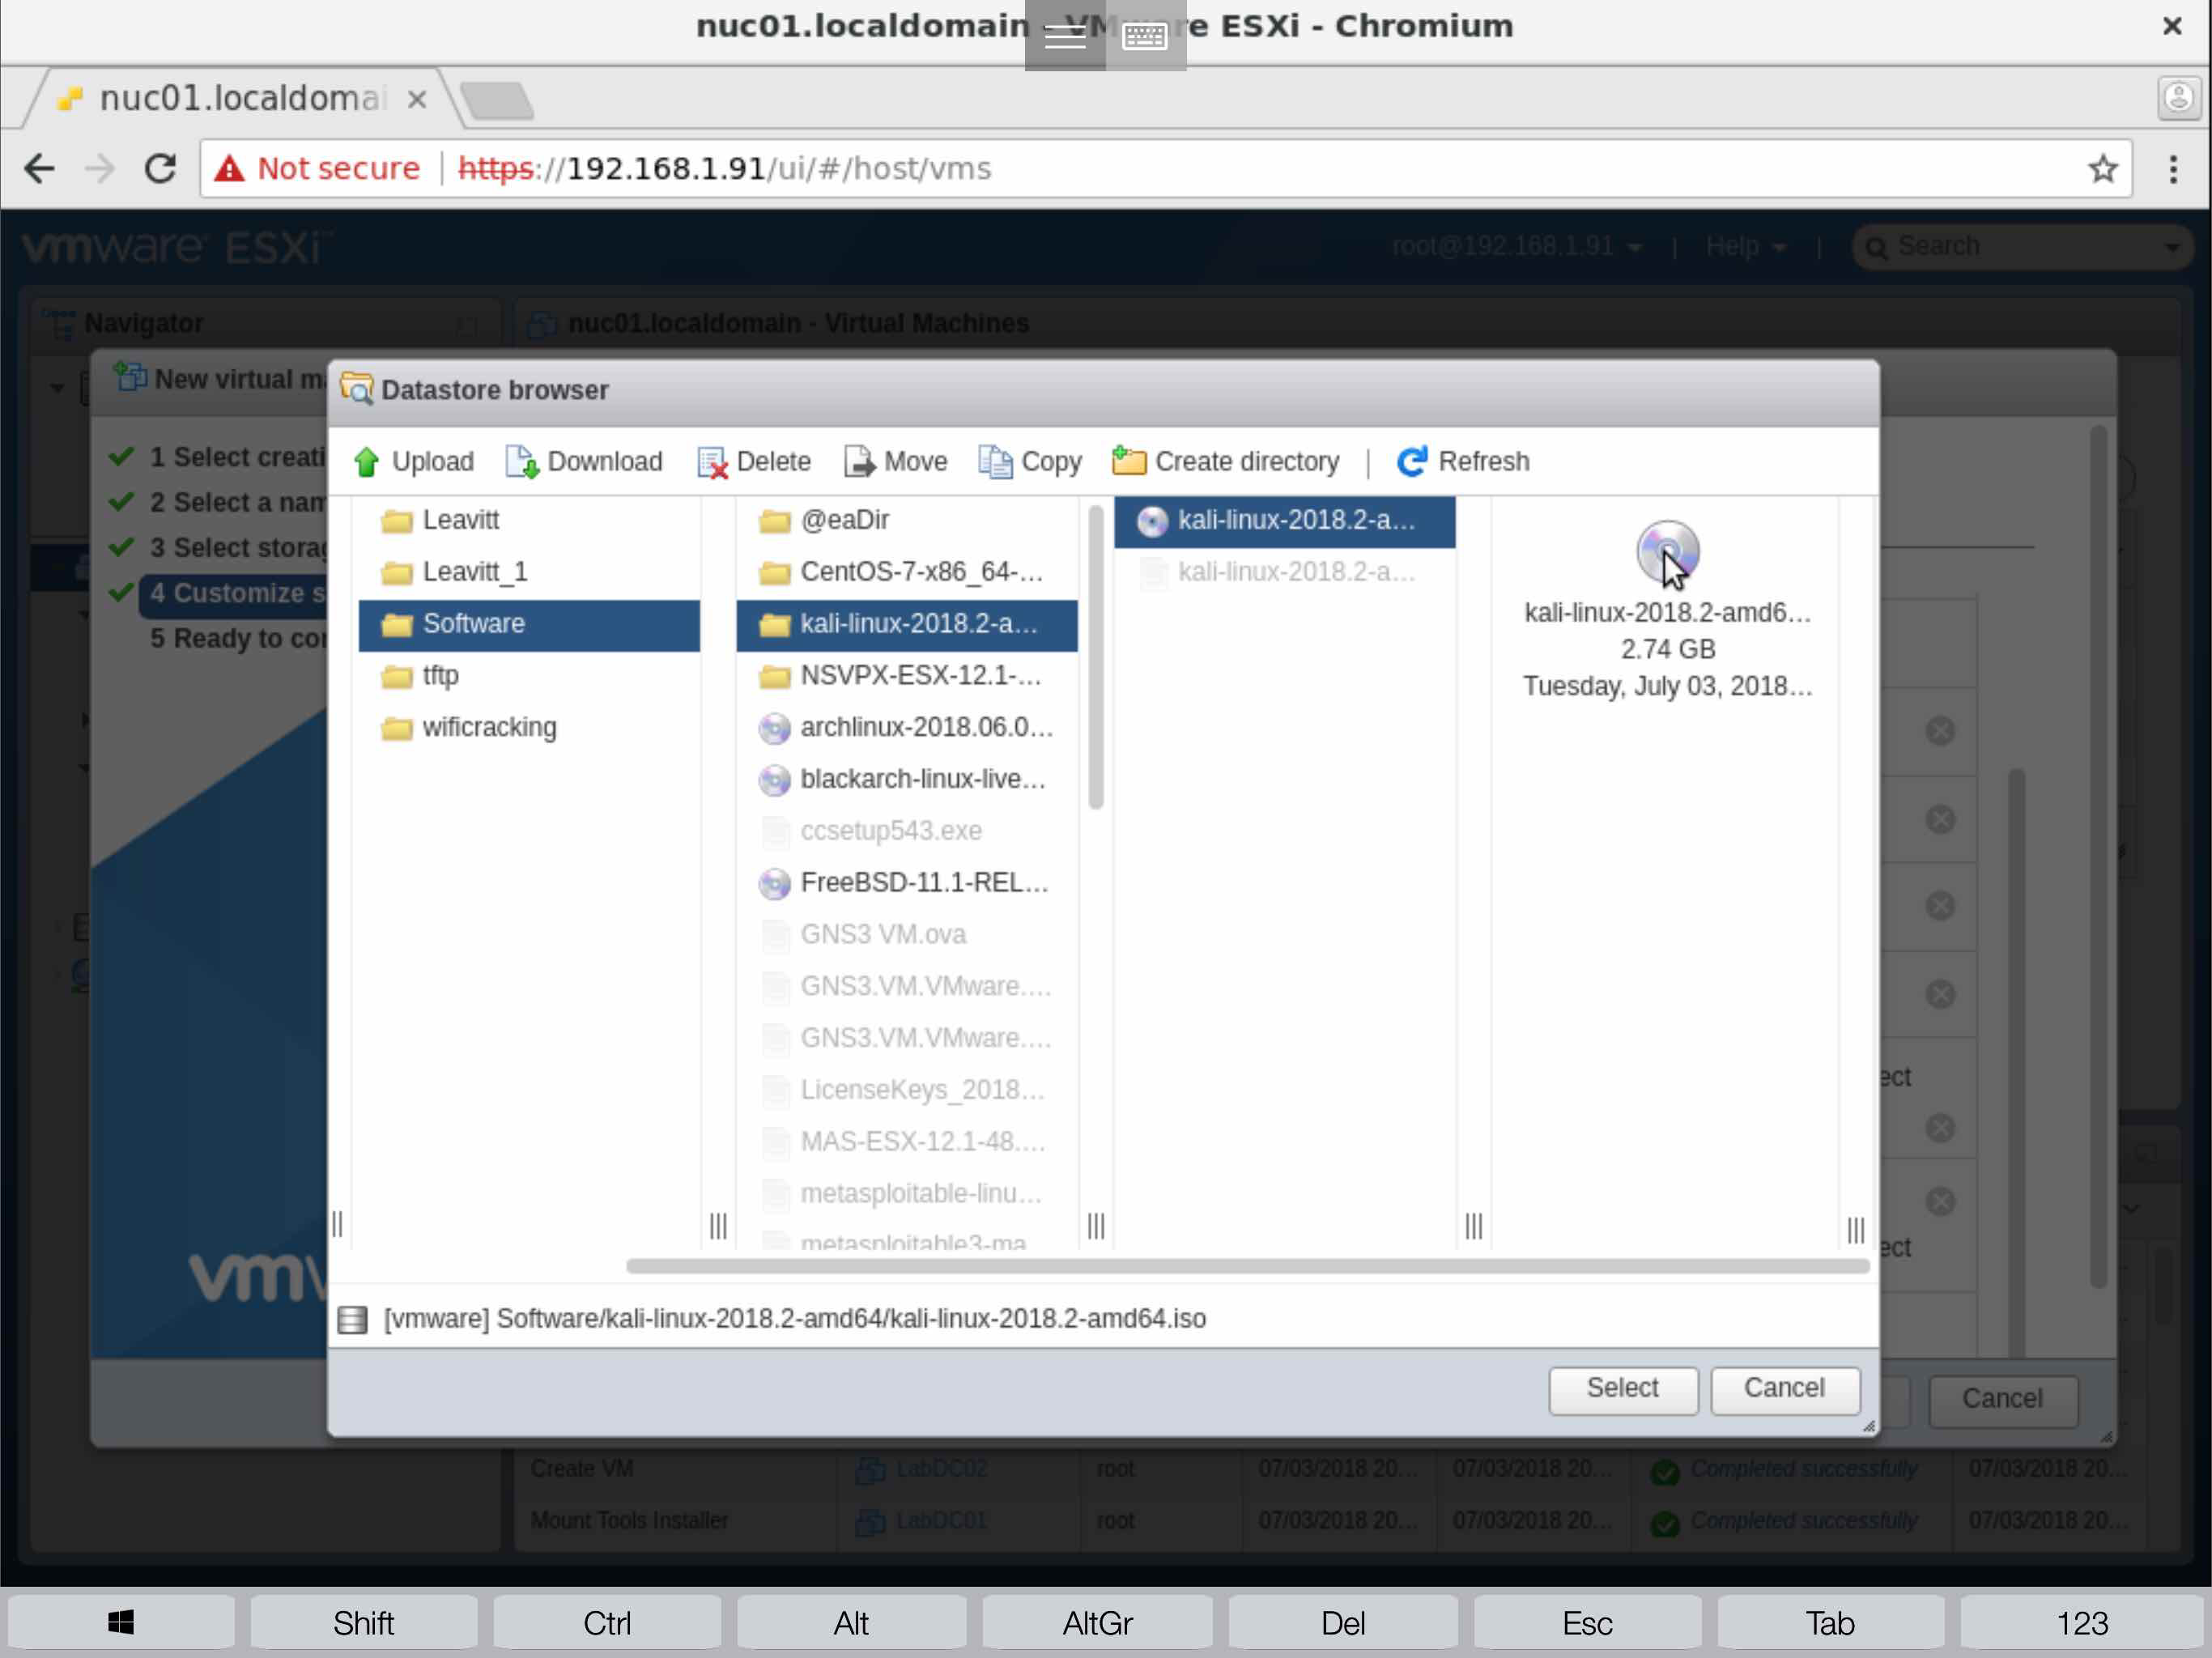 nuc01.localdomain - VMware ESXi - Chromium
nuc01.localdomai
Not secure https://192.168.1.91/ui/#/host/vms
vmware ESXi™
root@192.168.1.91 | Help | Search
Navigator
nuc01.localdomain - Virtual Machines
New virtual ma
1 Select creati
2 Select a nam
3 Select storag
4 Customize s
5 Ready to co
Datastore browser
Upload Download Delete Move Copy Create directory | Refresh
Leavitt
Leavitt_1
Software
tftp
wificracking
@eaDir
CentOS-7-x86_64-...
kali-linux-2018.2-a...
NSVPX-ESX-12.1-...
archlinux-2018.06.0...
blackarch-linux-live...
ccsetup543.exe
FreeBSD-11.1-REL...
GNS3 VM.ova
GNS3.VM.VMware....
GNS3.VM.VMware....
LicenseKeys_2018...
MAS-ESX-12.1-48....
metasploitable-linu...
metasploitable3-ma
kali-linux-2018.2-a...
kali-linux-2018.2-a...
kali-linux-2018.2-amd6...
2.74 GB
Tuesday, July 03, 2018...
ect
ect
vm
[vmware] Software/kali-linux-2018.2-amd64/kali-linux-2018.2-amd64.iso
Select Cancel
Cancel
Create VM LabDC02 root 07/03/2018 20... 07/03/2018 20... Completed successfully 07/03/2018 20...
Mount Tools Installer LabDC01 root 07/03/2018 20... 07/03/2018 20... Completed successfully 07/03/2018 20...
Shift Ctrl Alt AltGr Del Esc Tab 123